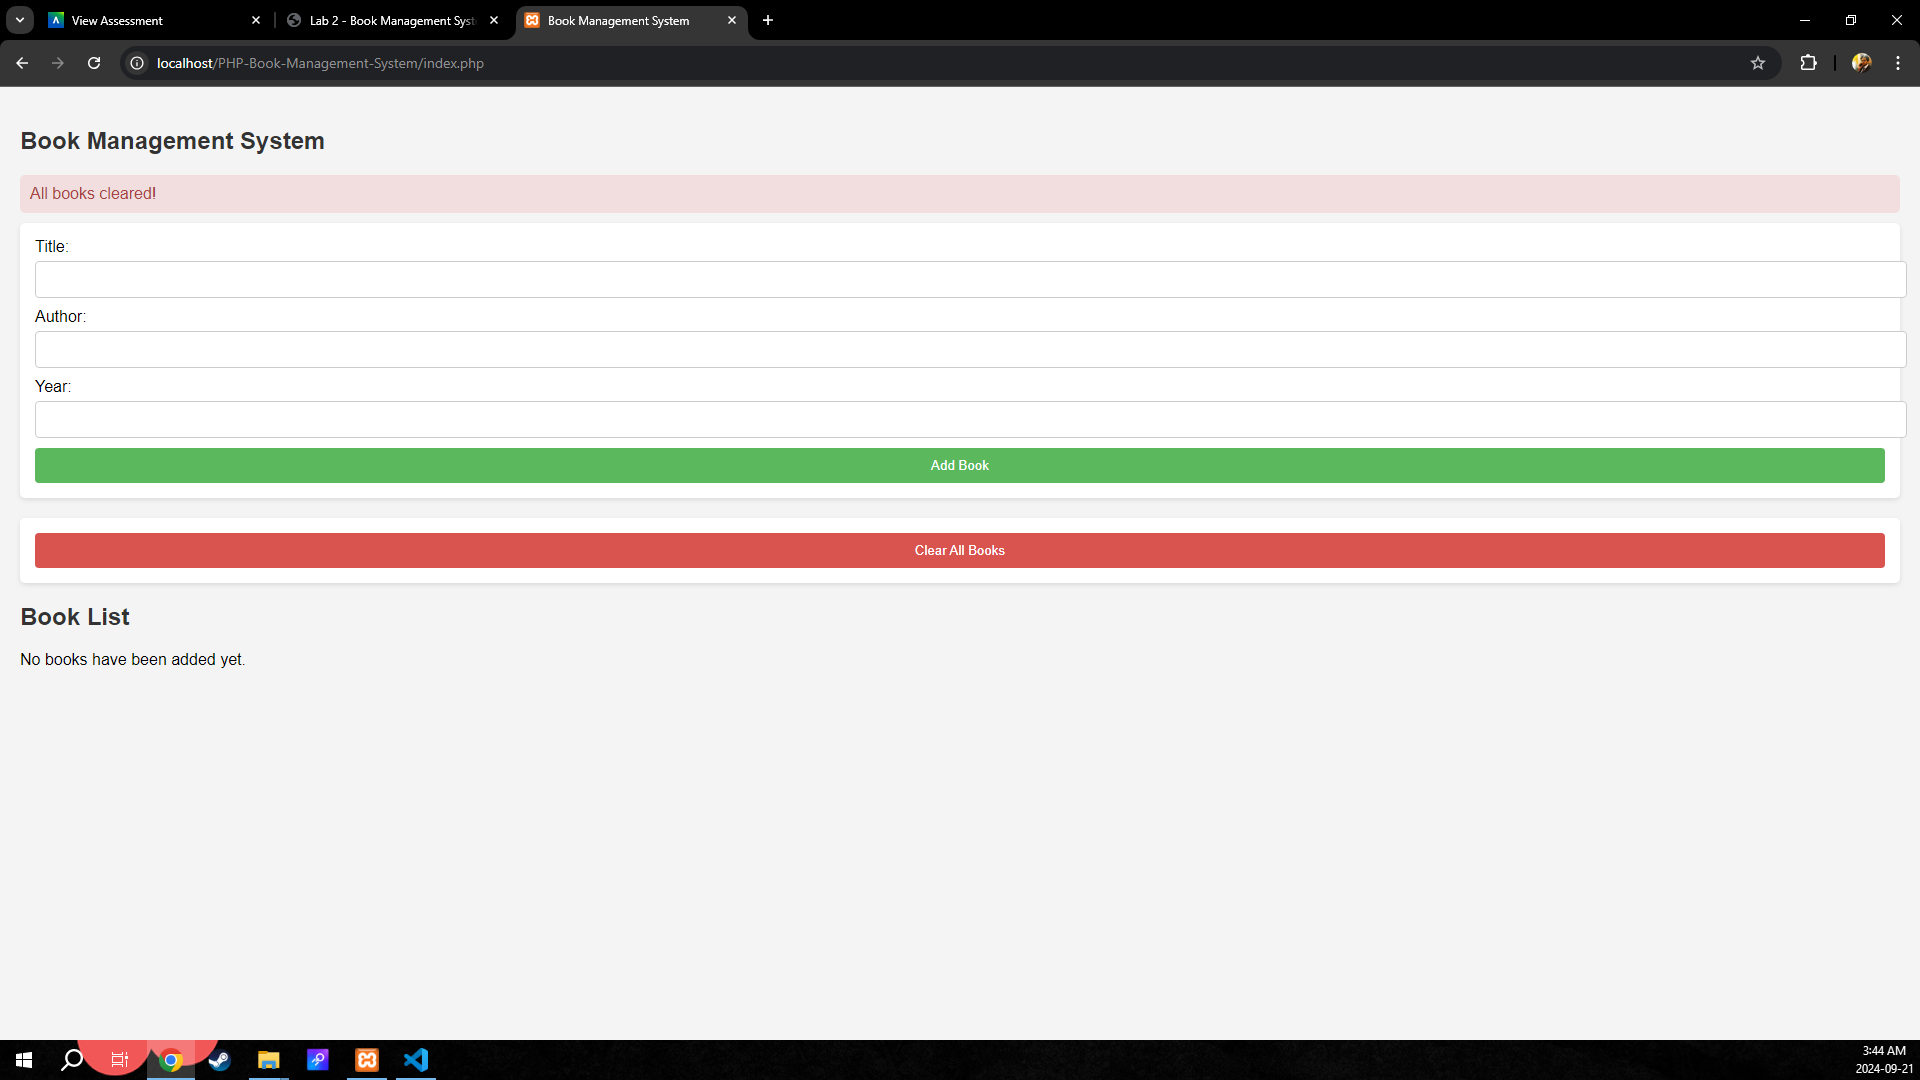 View Assessment
Lab 2 - Book Management Syst
Book Management System
localhost/PHP-Book-Management-System/index.php
Book Management System
All books cleared!
Title:
Author:
Year:
Add Book
Clear All Books
Book List
No books have been added yet.
3:44 AM
2024-09-21